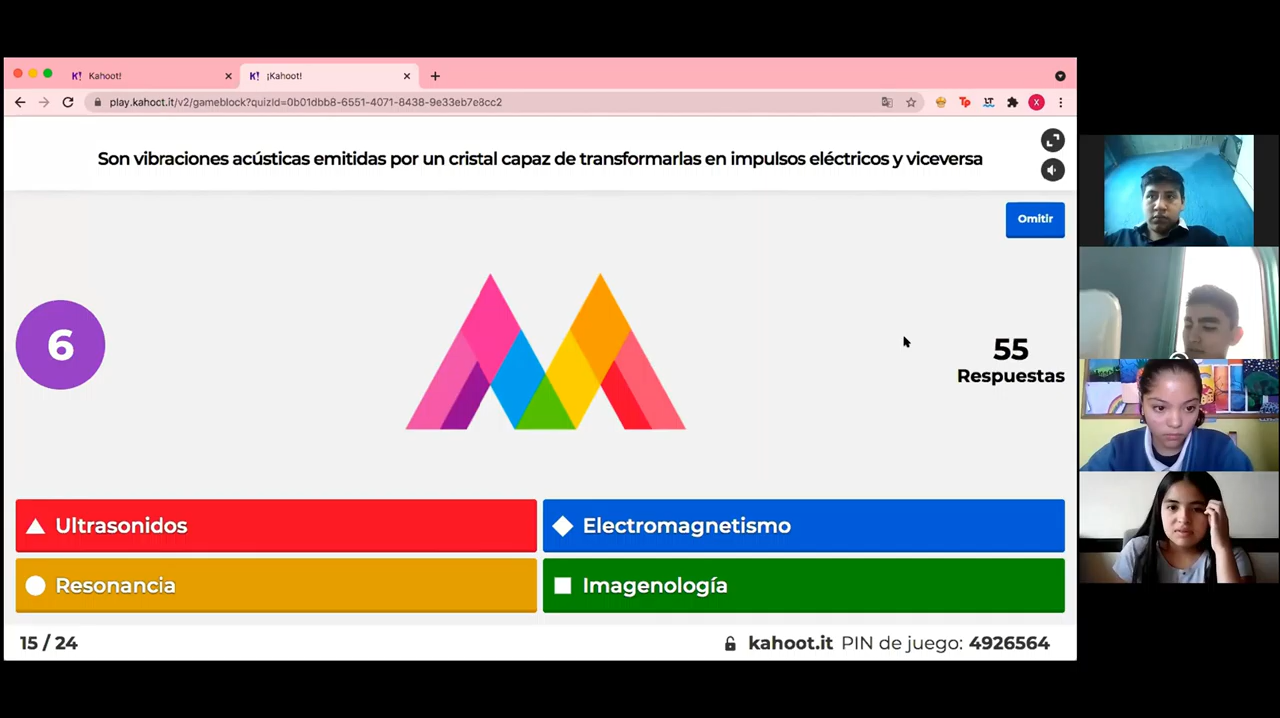 K! Kahoot!
K! ¡Kahoot!
play.kahoot.it/v2/gameblock?quizId=0b01dbb8-6551-4071-8438-9e33eb7e8cc2
Tp
LT
X
Son vibraciones acústicas emitidas por un cristal capaz de transformarlas en impulsos eléctricos y viceversa
Omitir
6
55
Respuestas
Ultrasonidos
Electromagnetismo
Resonancia
Imagenología
15 / 24
kahoot.it PIN de juego: 4926564